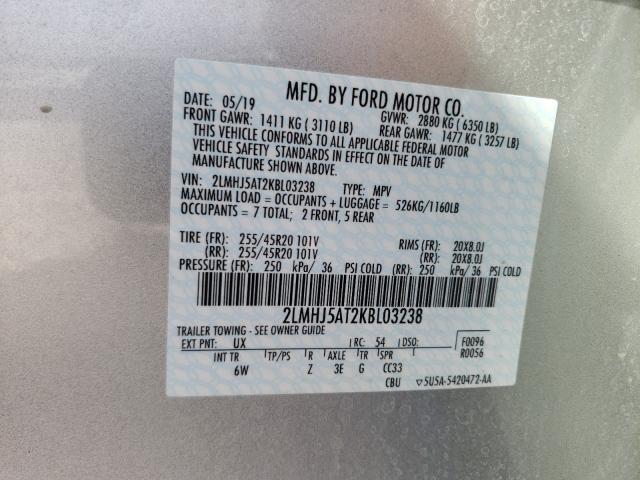 MFD. BY FORD MOTOR CO.
DATE: 05/19 GVWR: 2880 KG ( 6350 LB)
FRONT GAWR: 1411 KG ( 3110 LB) REAR GAWR: 1477 KG ( 3257 LB)
THIS VEHICLE CONFORMS TO ALL APPLICABLE FEDERAL MOTOR
VEHICLE SAFETY STANDARDS IN EFFECT ON THE DATE OF
MANUFACTURE SHOWN ABOVE.
VIN: 2LMHJ5AT2KBL03238 TYPE: MPV
MAXIMUM LOAD = OCCUPANTS + LUGGAGE = 526KG/1160LB
OCCUPANTS = 7 TOTAL; 2 FRONT, 5 REAR
TIRE (FR): 255/45R20 101V RIMS (FR): 20X8.0J
(RR): 255/45R20 101V (RR): 20X8.0J
PRESSURE (FR): 250 kPa/ 36 PSI COLD (RR): 250 kPa/ 36 PSI COLD
2LMHJ5AT2KBL03238
TRAILER TOWING - SEE OWNER GUIDE
EXT PNT: UX RC: 54 DSO: F0096
R0056
INT TR TP/PS R AXLE TR SPR
6W Z 3E G CC33
CBU ▽5U5A-5420472-AA